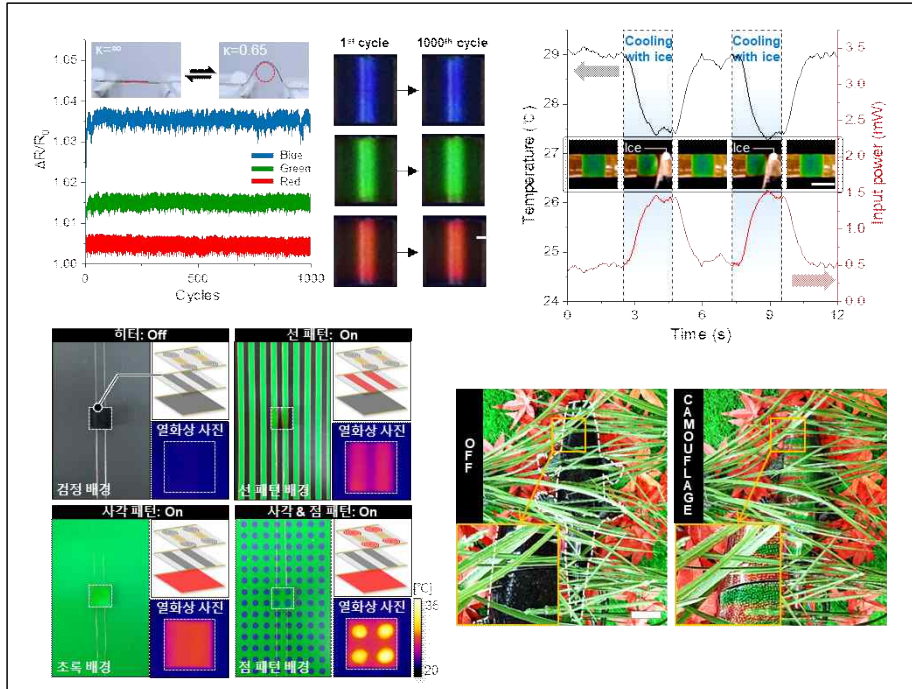 κ=∞
κ=0.65
1.05
1.04
1.03
1.02
1.01
1.00
ΔR/R0
Blue
Green
Red
0
500
1000
Cycles
1st cycle
1000th cycle
Cooling with ice
Cooling with ice
29
28
27
26
25
24
Temperature (℃)
Ice
Ice
3.5
3.0
2.5
2.0
1.5
1.0
0.5
0.0
Input power (mW)
0
3
6
9
12
Time (s)
히터: Off
열화상 사진
검정 배경
선 패턴: On
열화상 사진
선 패턴 배경
사각 패턴: On
열화상 사진
초록 배경
사각 & 점 패턴: On
열화상 사진
점 패턴 배경
[℃]
36
20
OFF
CAMOUFLAGE